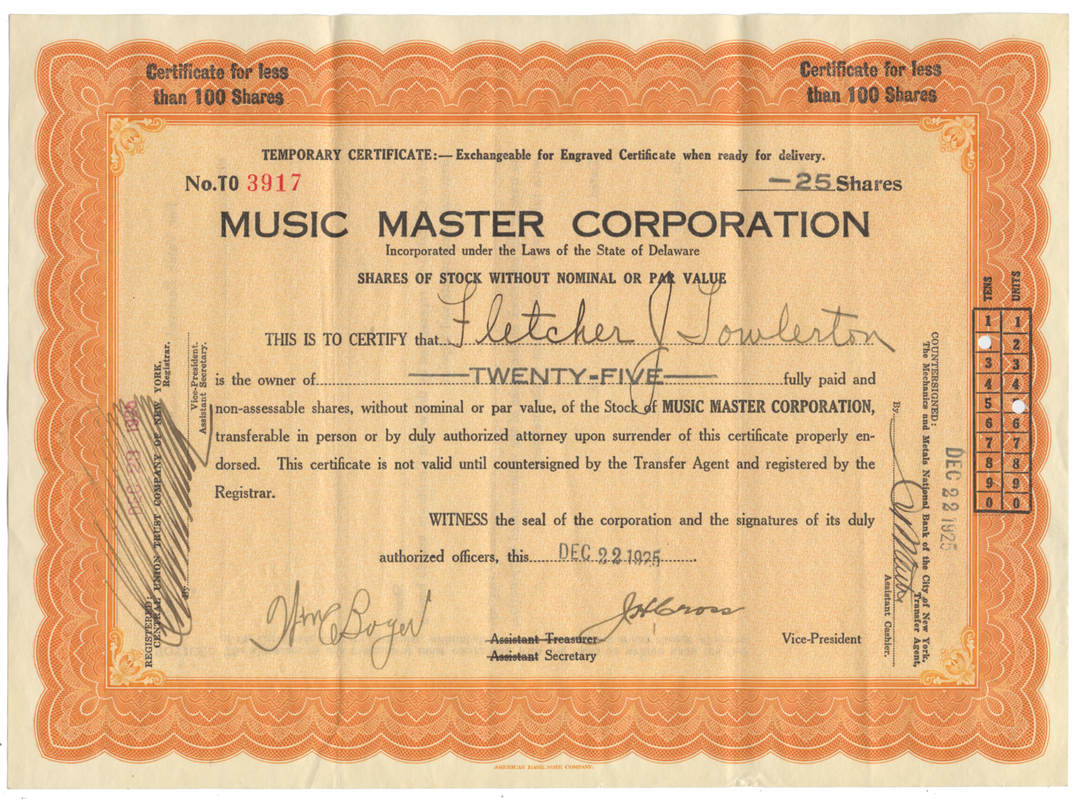 Certificate for less
than 100 Shares
Certificate for less
than 100 Shares
TEMPORARY CERTIFICATE:— Exchangeable for Engraved Certificate when ready for delivery.
No.TO 3917
—25 Shares
MUSIC MASTER CORPORATION
Incorporated under the Laws of the State of Delaware
SHARES OF STOCK WITHOUT NOMINAL OR PAR VALUE
THIS IS TO CERTIFY that Fletcher J Towlerton
is the owner of TWENTY-FIVE fully paid and
non-assessable shares, without nominal or par value, of the Stock of MUSIC MASTER CORPORATION,
transferable in person or by duly authorized attorney upon surrender of this certificate properly en-
dorsed. This certificate is not valid until countersigned by the Transfer Agent and registered by the
Registrar.
WITNESS the seal of the corporation and the signatures of its duly
authorized officers, this DEC 22 1925
Wm C Boyer
J H Cross
Assistant Treasurer
Assistant Secretary
Vice-President
REGISTERED:
CENTRAL UNION TRUST COMPANY OF NEW YORK,
Registrar.
DEC 23 1925
By
Vice-President.
Assistant Secretary.
COUNTERSIGNED:
The Mechanics and Metals National Bank of the City of New York,
Transfer Agent,
DEC 22 1925
By
Assistant Cashier.
TENS UNITS
1 1
2
3 3
4 4
5
6 6
7 7
8 8
9 9
0 0
AMERICAN BANK NOTE COMPANY.